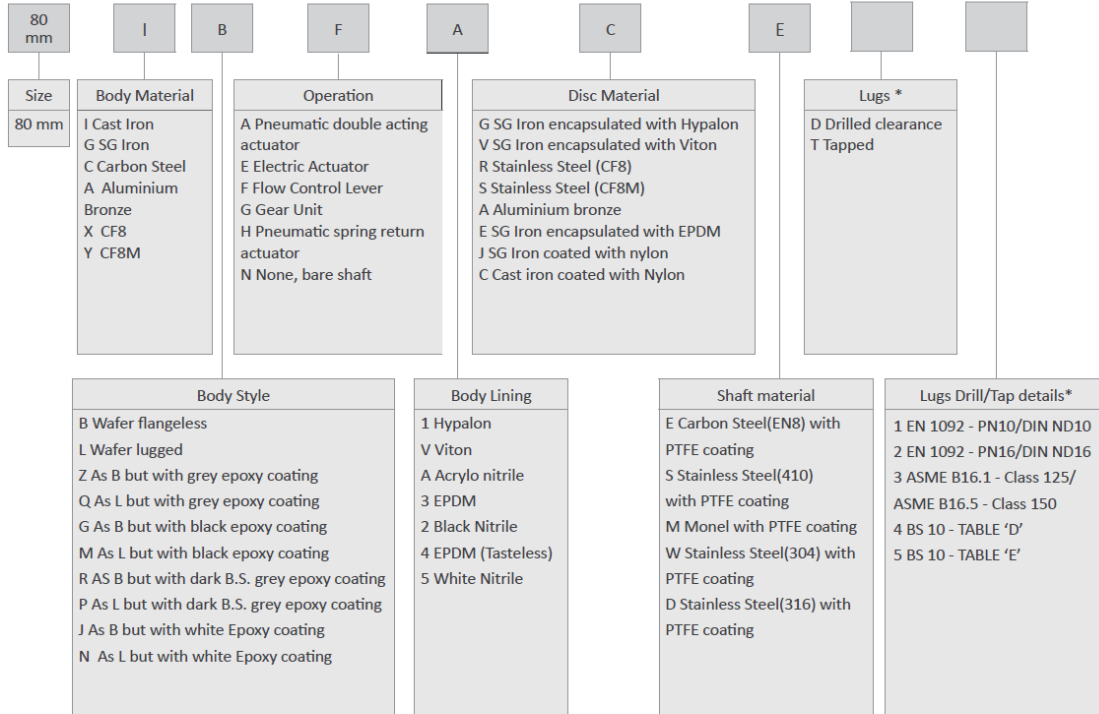 80
mm
I
B
F
A
C
E
Size
80 mm
Body Material
I Cast Iron
G SG Iron
C Carbon Steel
A Aluminium
Bronze
X CF8
Y CF8M
Operation
A Pneumatic double acting
actuator
E Electric Actuator
F Flow Control Lever
G Gear Unit
H Pneumatic spring return
actuator
N None, bare shaft
Disc Material
G SG Iron encapsulated with Hypalon
V SG Iron encapsulated with Viton
R Stainless Steel (CF8)
S Stainless Steel (CF8M)
A Aluminium bronze
E SG Iron encapsulated with EPDM
J SG Iron coated with nylon
C Cast iron coated with Nylon
Lugs *
D Drilled clearance
T Tapped
Body Style
B Wafer flangeless
L Wafer lugged
Z As B but with grey epoxy coating
Q As L but with grey epoxy coating
G As B but with black epoxy coating
M As L but with black epoxy coating
R AS B but with dark B.S. grey epoxy coating
P As L but with dark B.S. grey epoxy coating
J As B but with white Epoxy coating
N As L but with white Epoxy coating
Body Lining
1 Hypalon
V Viton
A Acrylo nitrile
3 EPDM
2 Black Nitrile
4 EPDM (Tasteless)
5 White Nitrile
Shaft material
E Carbon Steel(EN8) with
PTFE coating
S Stainless Steel(410)
with PTFE coating
M Monel with PTFE coating
W Stainless Steel(304) with
PTFE coating
D Stainless Steel(316) with
PTFE coating
Lugs Drill/Tap details*
1 EN 1092 - PN10/DIN ND10
2 EN 1092 - PN16/DIN ND16
3 ASME B16.1 - Class 125/
ASME B16.5 - Class 150
4 BS 10 - TABLE ‘D’
5 BS 10 - TABLE ‘E’